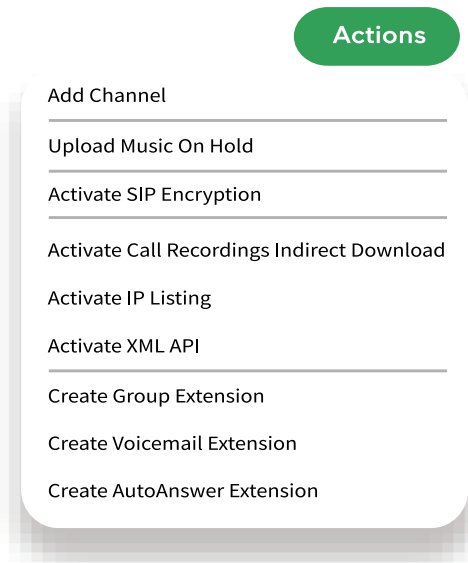 Actions
Add Channel
Upload Music On Hold
Activate SIP Encryption
Activate Call Recordings Indirect Download
Activate IP Listing
Activate XML API
Create Group Extension
Create Voicemail Extension
Create AutoAnswer Extension